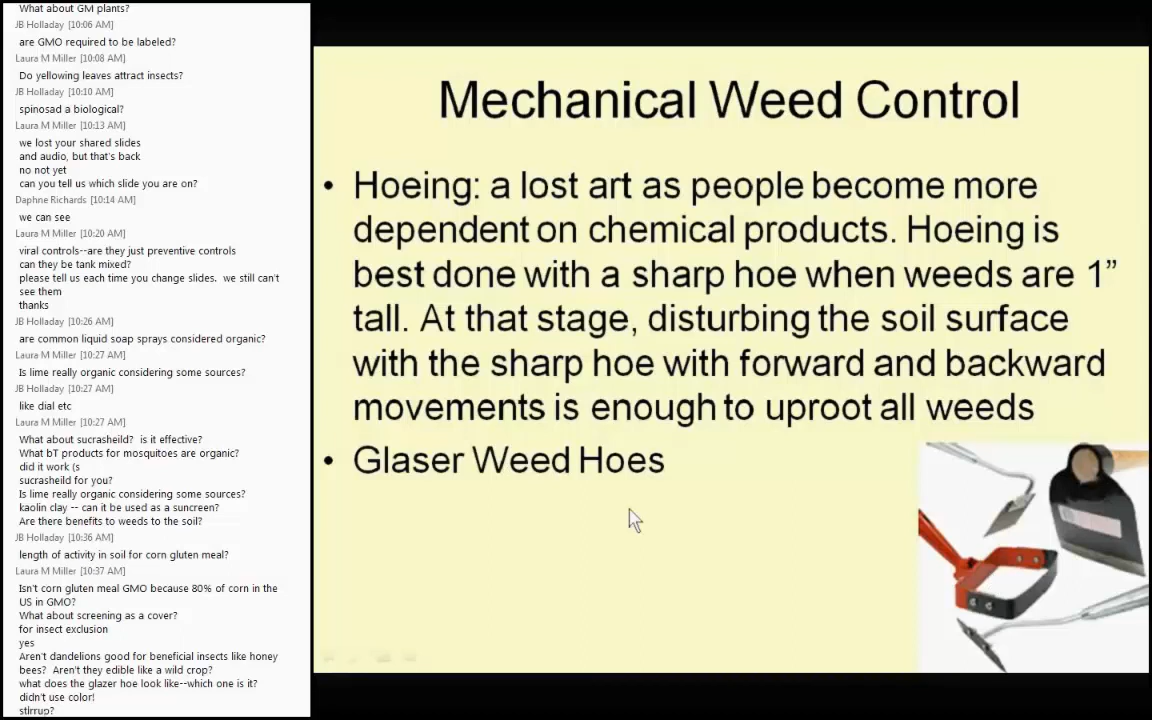 What about GM plants?
JB Holladay [10:06 AM]
are GMO required to be labeled?
Laura M Miller [10:08 AM]
Do yellowing leaves attract insects?
JB Holladay [10:10 AM]
spinosad a biological?
Laura M Miller [10:13 AM]
we lost your shared slides
and audio, but that's back
no not yet
can you tell us which slide you are on?
Daphne Richards [10:14 AM]
we can see
Laura M Miller [10:20 AM]
viral controls--are they just preventive controls
can they be tank mixed?
please tell us each time you change slides. we still can't
see them
thanks
JB Holladay [10:26 AM]
are common liquid soap sprays considered organic?
Laura M Miller [10:27 AM]
Is lime really organic considering some sources?
JB Holladay [10:27 AM]
like dial etc
Laura M Miller [10:27 AM]
What about sucrasheild? is it effective?
What bT products for mosquitoes are organic?
did it work (s
sucrasheild for you?
Is lime really organic considering some sources?
kaolin clay -- can it be used as a suncreen?
Are there benefits to weeds to the soil?
JB Holladay [10:36 AM]
length of activity in soil for corn gluten meal?
Laura M Miller [10:37 AM]
Isn't corn gluten meal GMO because 80% of corn in the
US in GMO?
What about screening as a cover?
for insect exclusion
yes
Aren't dandelions good for beneficial insects like honey
bees? Aren't they edible like a wild crop?
what does the glazer hoe look like--which one is it?
didn't use color!
stirrup?
Mechanical Weed Control
• Hoeing: a lost art as people become more
dependent on chemical products. Hoeing is
best done with a sharp hoe when weeds are 1”
tall. At that stage, disturbing the soil surface
with the sharp hoe with forward and backward
movements is enough to uproot all weeds
• Glaser Weed Hoes